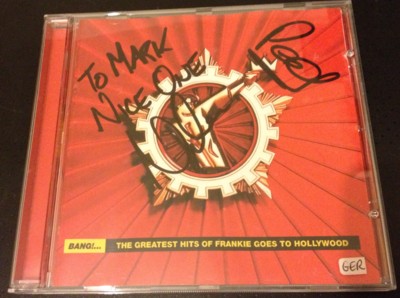 TO MARK
NICE ONE!
BANG!... THE GREATEST HITS OF FRANKIE GOES TO HOLLYWOOD
GER